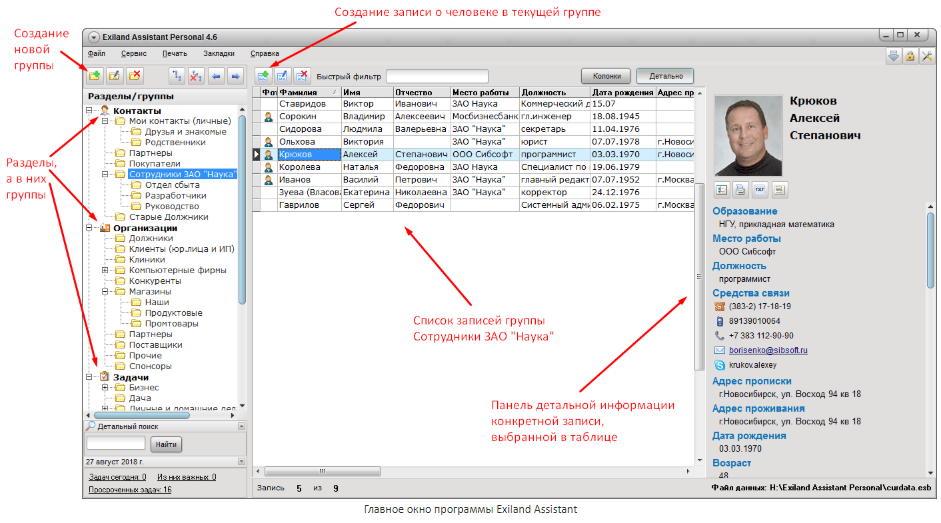 Создание записи о человеке в текущей группе
Создание
новой
группы
Exiland Assistant Personal 4.6
Файл Сервис Печать Закладки Справка
Быстрый фильтр
Колонки Детально
Разделы/группы
Контакты
Мои контакты (личные)
Друзья и знакомые
Родственники
Партнеры
Покупатели
Сотрудники ЗАО "Наука"
Отдел сбыта
Разработчики
Руководство
Старые Должники
Организации
Должники
Клиенты (юр.лица и ИП)
Клиники
Компьютерные фирмы
Конкуренты
Магазины
Наши
Продуктовые
Промтовары
Партнеры
Поставщики
Прочие
Спонсоры
Задачи
Бизнес
Дача
Личные и домашние дел
Разделы,
а в них
группы
Детальный поиск
Найти
27 август 2018 г.
Задач сегодня: 0 Из них важных: 0
Просроченных задач: 16
Фот Фамилия Имя Отчество Место работы Должность Дата рождения Адрес пр
Ставридов Виктор Иванович ЗАО Наука Коммерческий д 15.07
Сорокин Владимир Алексеевич Мосбизнесбанк гл.инженер 18.08.1945
Сидорова Людмила Валерьевна ЗАО "Наука" секретарь 11.04.1976
Ольхова Виктория ЗАО "Наука" юрист 07.07.1978 г.Новоси
Крюков Алексей Степанович ООО Сибсофт программист 03.03.1970 г.Новоси
Королева Наталья Федоровна ЗАО Наука Специалист по 19.06.1979
Иванов Василий Петрович ЗАО "Наука" главный редакт 07.07.1952 г.Москва
Зуева (Власова Екатерина Николаевна ЗАО "Наука" корректор 24.12.1976
Гаврилов Сергей Федорович Системный адми 06.02.1975 г.Москва
Список записей группы
Сотрудники ЗАО "Наука"
Панель детальной информации
конкретной записи,
выбранной в таблице
Запись 5 из 9
Крюков
Алексей
Степанович
Образование
НГУ, прикладная математика
Место работы
ООО Сибсофт
Должность
программист
Средства связи
(383-2) 17-18-19
89139010064
+7 383 112-90-90
borisenko@sibsoft.ru
krukov.alexey
Адрес прописки
г.Новосибирск, ул. Восход 94 кв 18
Адрес проживания
г.Новосибирск, ул. Восход 94 кв 18
Дата рождения
03.03.1970
Возраст
48
Файл данных: H:\Exiland Assistant Personal\curdata.esb
Главное окно программы Exiland Assistant